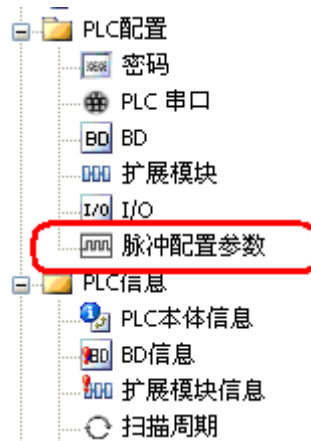 PLC配置
密码
PLC 串口
BD BD
扩展模块
I/O I/O
脉冲配置参数
PLC信息
PLC本体信息
BD BD信息
扩展模块信息
扫描周期